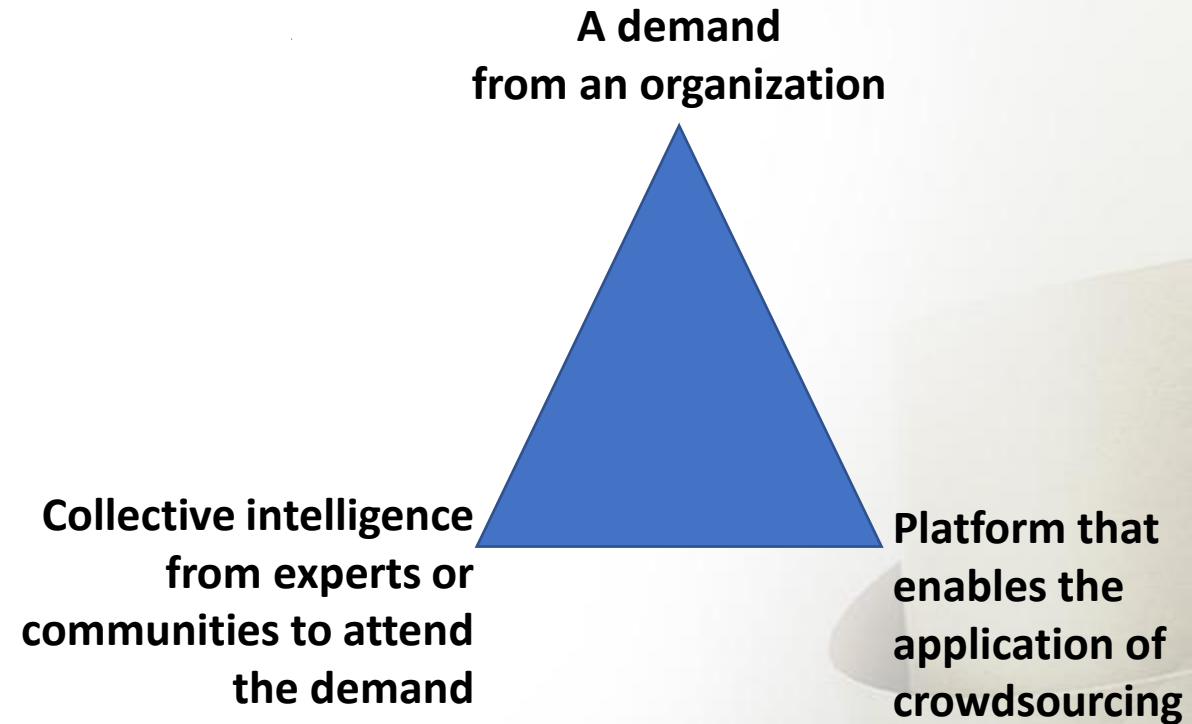 A demand
from an organization
Collective intelligence
from experts or
communities to attend
the demand
Platform that
enables the
application of
crowdsourcing